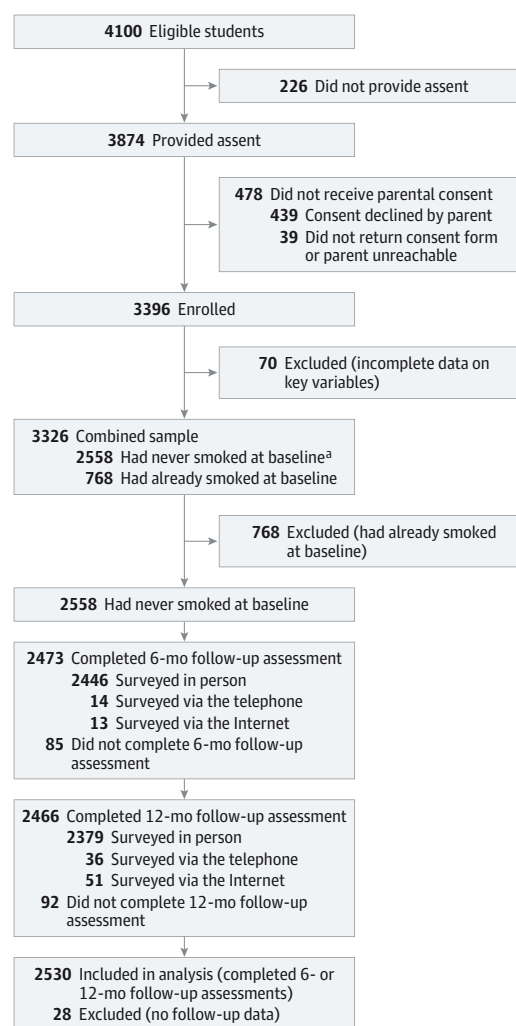 4100 Eligible students
226 Did not provide assent
3874 Provided assent
478 Did not receive parental consent
439 Consent declined by parent
39 Did not return consent form
or parent unreachable
3396 Enrolled
70 Excluded (incomplete data on
key variables)
3326 Combined sample
2558 Had never smoked at baselineᵃ
768 Had already smoked at baseline
768 Excluded (had already smoked
at baseline)
2558 Had never smoked at baseline
2473 Completed 6-mo follow-up assessment
2446 Surveyed in person
14 Surveyed via the telephone
13 Surveyed via the Internet
85 Did not complete 6-mo follow-up
assessment
2466 Completed 12-mo follow-up assessment
2379 Surveyed in person
36 Surveyed via the telephone
51 Surveyed via the Internet
92 Did not complete 12-mo follow-up
assessment
2530 Included in analysis (completed 6- or
12-mo follow-up assessments)
28 Excluded (no follow-up data)